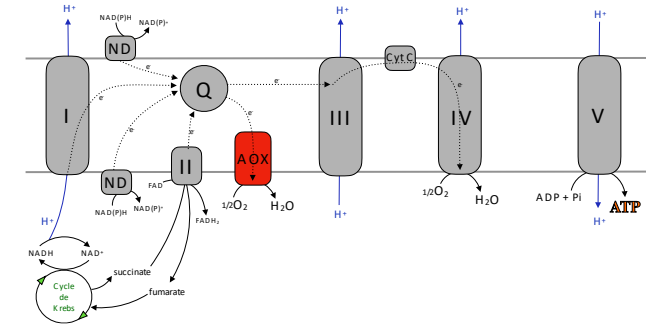 H⁺
NAD(P)H
NAD(P)⁺
H⁺
H⁺
H⁺
ND
e⁻
Cyt C
I
e⁻
Q
e⁻
III
IV
V
e⁻
e⁻
e⁻
e⁻
AOX
II
ND
FAD
NAD(P)H
NAD(P)⁺
FADH₂
1/2O₂
H₂O
1/2O₂
H₂O
ADP + Pi
ATP
H⁺
H⁺
H⁺
NADH
NAD⁺
succinate
fumarate
Cycle
de
Krebs